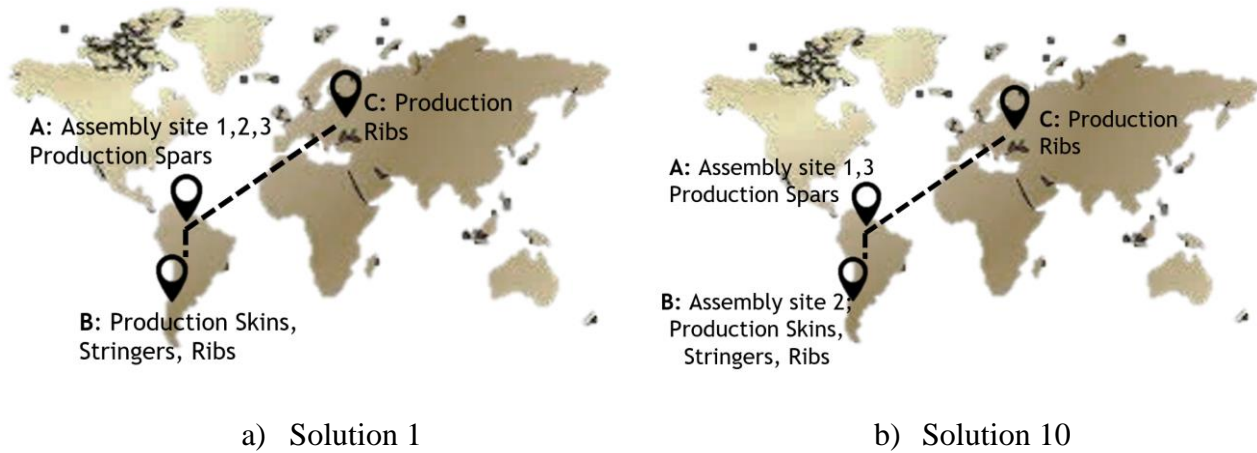 A: Assembly site 1,2,3
Production Spars
C: Production
Ribs
B: Production Skins,
Stringers, Ribs
a) Solution 1
A: Assembly site 1,3
Production Spars
C: Production
Ribs
B: Assembly site 2;
Production Skins,
Stringers, Ribs
b) Solution 10